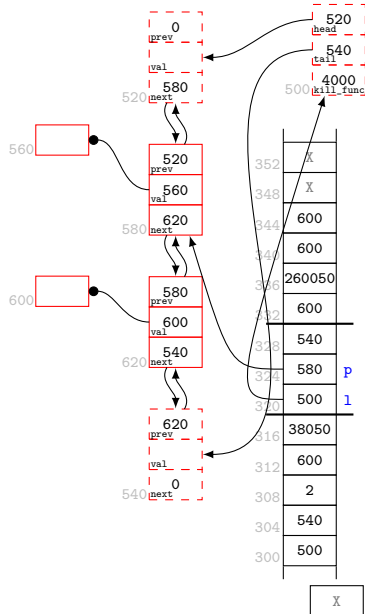 0
prev
val
580
520 next
520
prev
560
val
620
580 next
560
580
prev
600
val
540
620 next
600
620
prev
val
0
540 next
520
head
540
tail
4000
500 kill_func
352 X
348 X
344 600
340 600
336 260050
332 600
328 540
324 580 p
320 500 l
316 38050
312 600
308 2
304 540
300 500
X